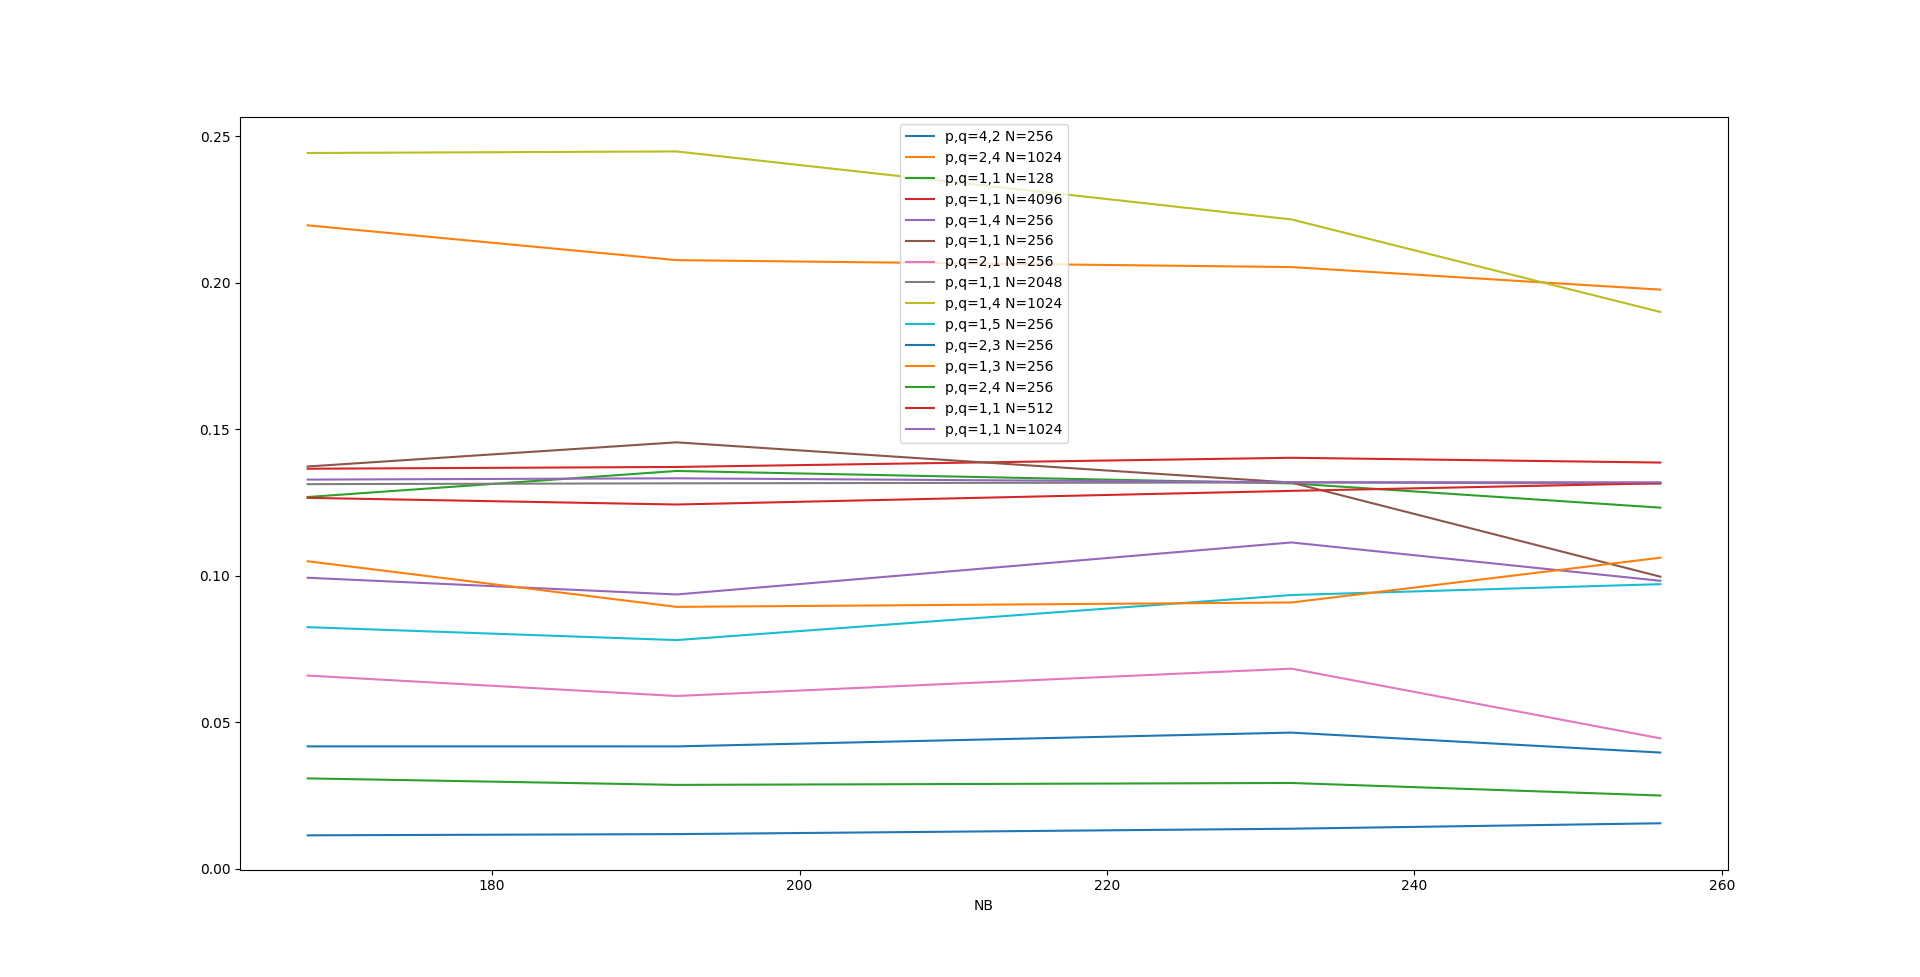 0.25
0.20
0.15
0.10
0.05
0.00
p,q=4,2 N=256
p,q=2,4 N=1024
p,q=1,1 N=128
p,q=1,1 N=4096
p,q=1,4 N=256
p,q=1,1 N=256
p,q=2,1 N=256
p,q=1,1 N=2048
p,q=1,4 N=1024
p,q=1,5 N=256
p,q=2,3 N=256
p,q=1,3 N=256
p,q=2,4 N=256
p,q=1,1 N=512
p,q=1,1 N=1024
180 200 220 240 260
NB